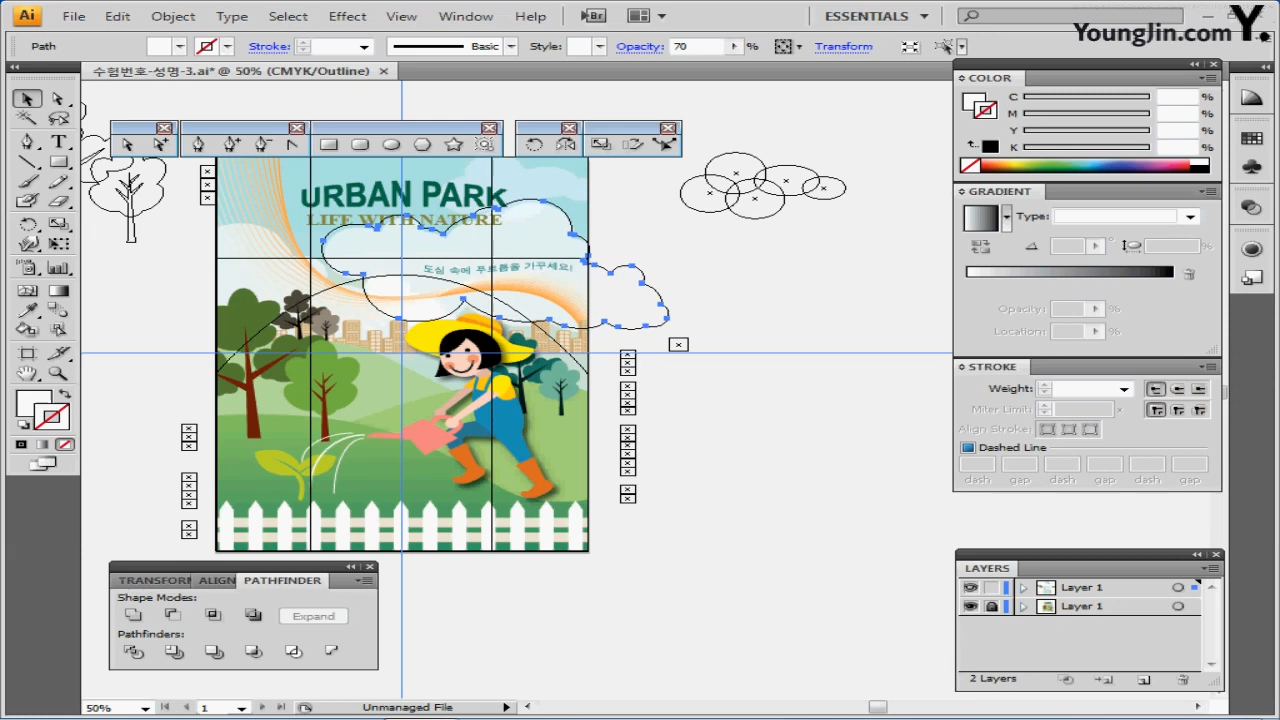 Ai File Edit Object Type Select Effect View Window Help Br ESSENTIALS
YoungJin.com Y.
Path Stroke: Basic Style: Opacity: 70 % Transform
수험번호-성명-3.ai* @ 50% (CMYK/Outline)
COLOR
C %
M %
Y %
K %
GRADIENT
Type:
Opacity: %
Location: %
STROKE
Weight:
Miter Limit: x
Align Stroke:
Dashed Line
dash gap dash gap dash gap
URBAN PARK
LIFE WITH NATURE
도심 속에 푸르름을 가꾸세요!
TRANSFORM ALIGN PATHFINDER
Shape Modes:
Expand
Pathfinders:
LAYERS
Layer 1
Layer 1
2 Layers
50% 1 Unmanaged File